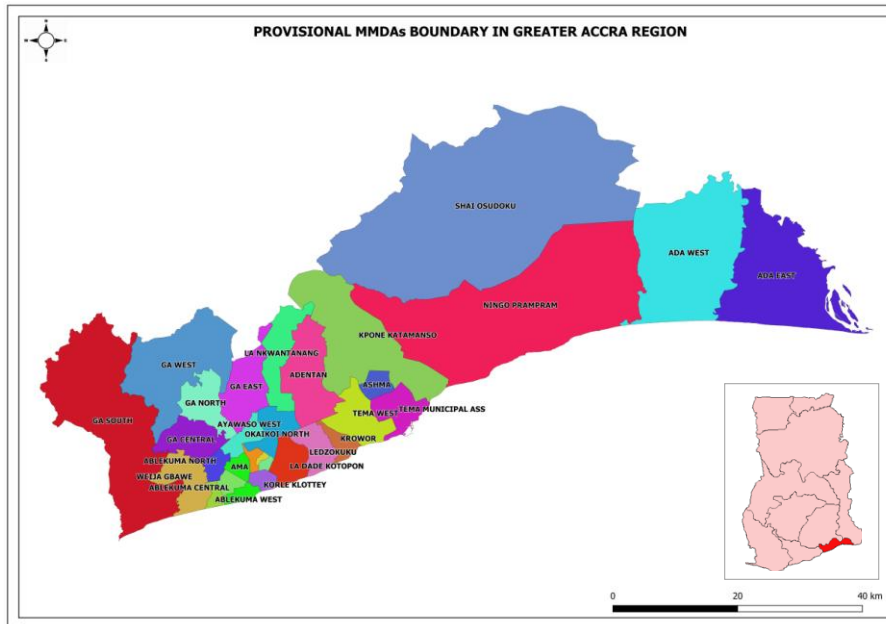 PROVISIONAL MMDAs BOUNDARY IN GREATER ACCRA REGION
SHAI OSUDOKU
ADA WEST
ADA EAST
NINGO PRAMPRAM
KPONE KATAMANSO
LA NKWANTANANG
GA WEST
ADENTAN
ASHMA
GA EAST
GA NORTH
TEMA WEST
TEMA MUNICIPAL ASS
GA SOUTH
AYAWASO WEST
OKAIKOI NORTH
GA CENTRAL
KROWOR
LEDZOKUKU
ABLEKUMA NORTH
AMA
LA DADE KOTOPON
WEIJA GBAWE
ABLEKUMA CENTRAL
KORLE KLOTTEY
ABLEKUMA WEST
0 20 40 km